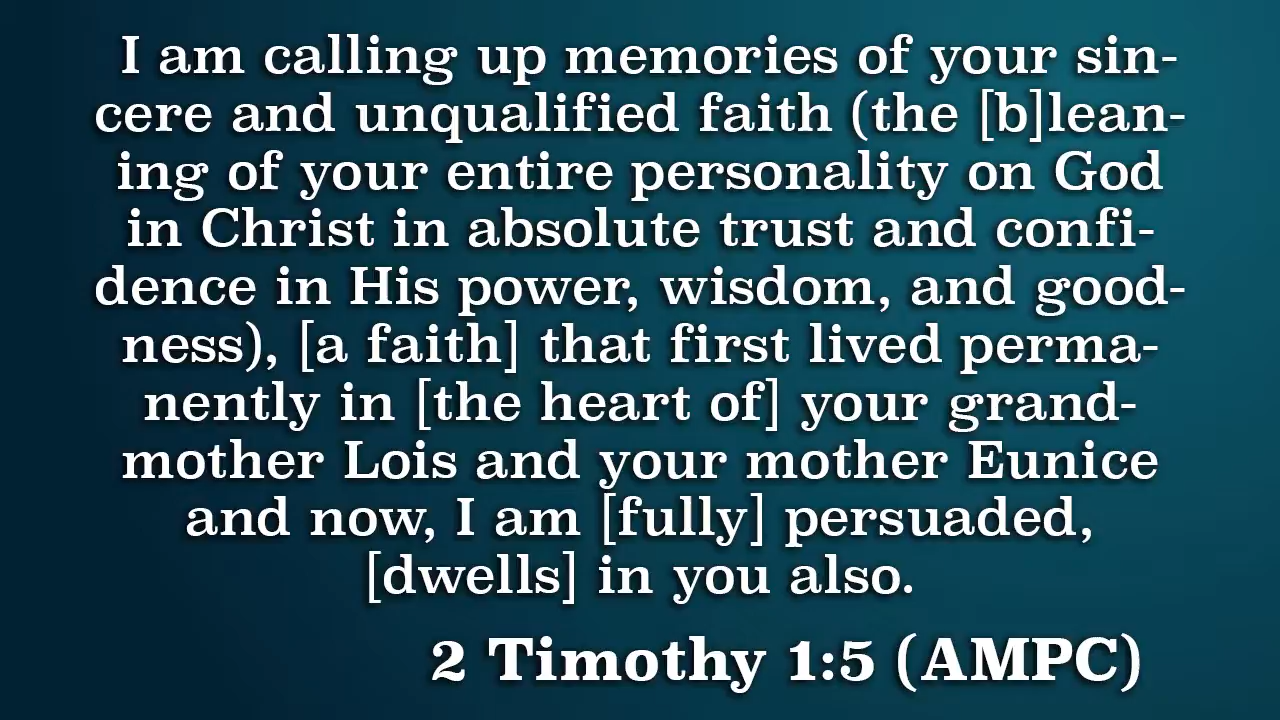 I am calling up memories of your sin-
cere and unqualified faith (the [b]lean-
ing of your entire personality on God
in Christ in absolute trust and confi-
dence in His power, wisdom, and good-
ness), [a faith] that first lived perma-
nently in [the heart of] your grand-
mother Lois and your mother Eunice
and now, I am [fully] persuaded,
[dwells] in you also.
2 Timothy 1:5 (AMPC)